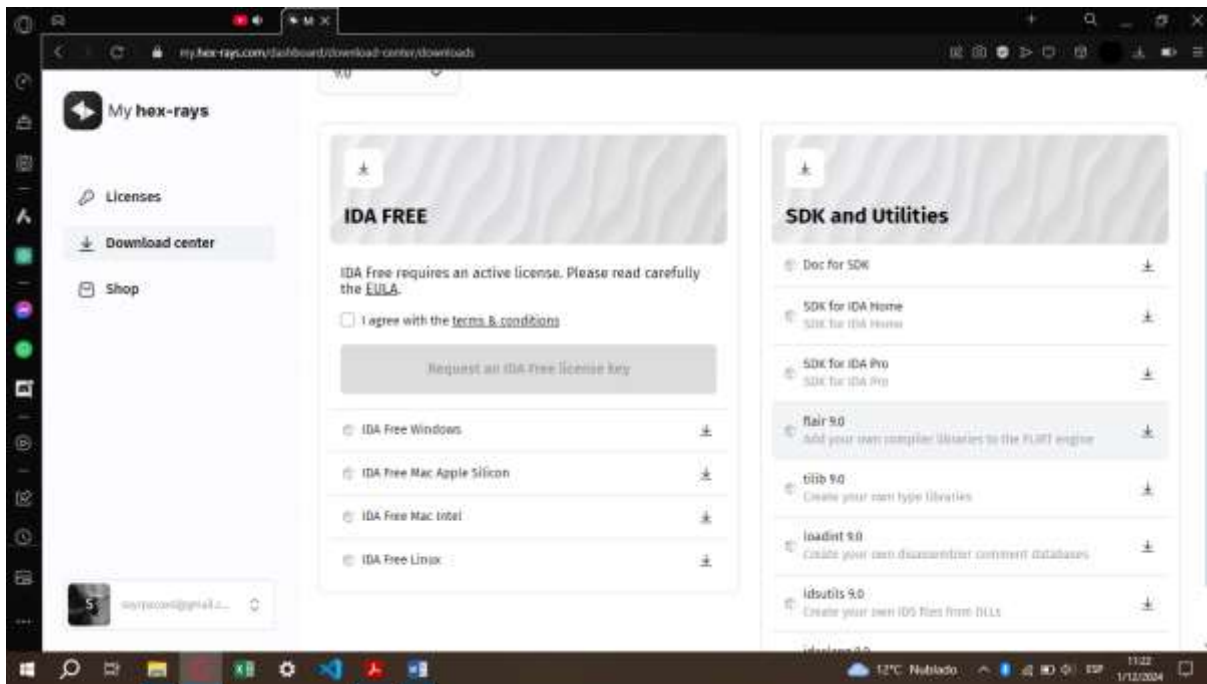 my.hex-rays.com/dashboard/download-center/downloads
9.0
My hex-rays
Licenses
Download center
Shop
IDA FREE
IDA Free requires an active license. Please read carefully
the EULA.
I agree with the terms & conditions
Request an IDA Free license key
IDA Free Windows
IDA Free Mac Apple Silicon
IDA Free Mac Intel
IDA Free Linux
SDK and Utilities
Doc for SDK
SDK for IDA Home
SDK for IDA Home
SDK for IDA Pro
SDK for IDA Pro
flair 9.0
Add your own compiler libraries to the FLIRT engine
tilib 9.0
Create your own type libraries
loadint 9.0
Create your own disassembler comment databases
idsutils 9.0
Create your own IDS files from DLLs
S
12°C Nublado
ESP
11:22
1/12/2024